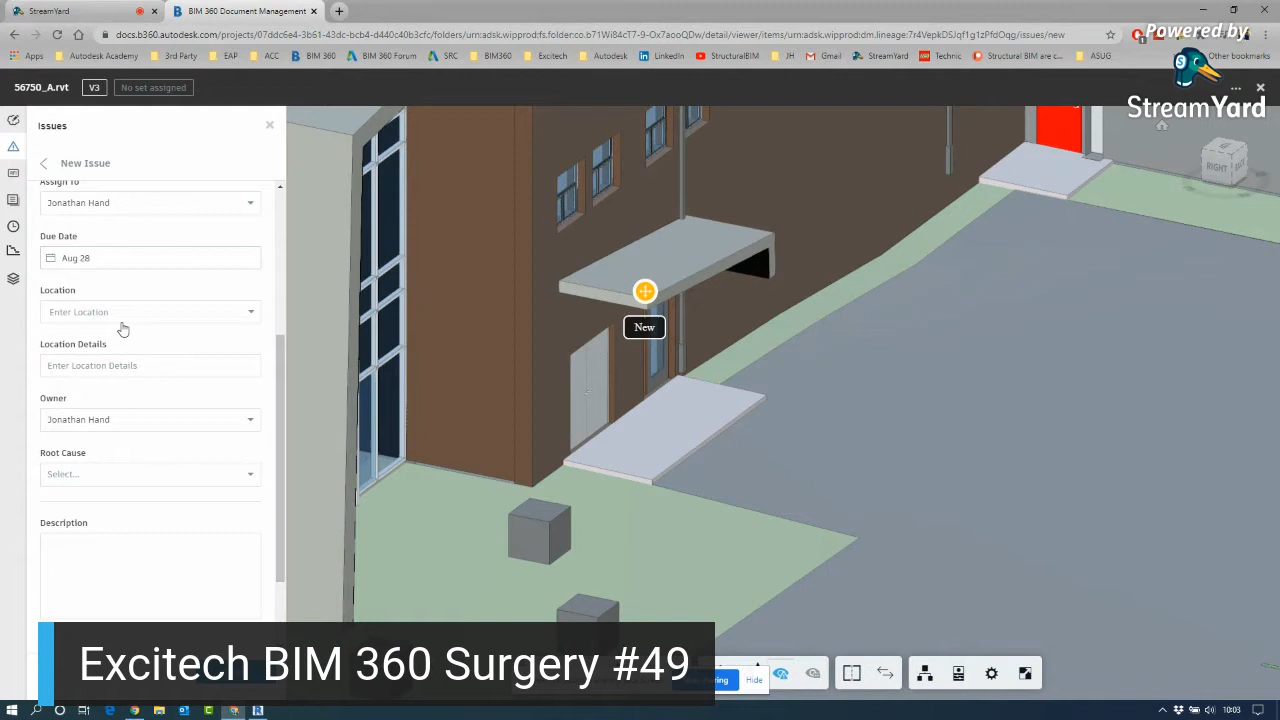 StreamYard
BIM 360 Document Management
docs.b360.autodesk.com/projects/07ddc6e4-3b61-43dc-bcb4-d440c40b3c6f/folders/urn:adsk.wipprodd:fs.folder:co.b71Wi84cT7-9-Ox7aooQDw/detail/viewer/items/urn:adsk.wipprod:dm.lineage:7r4VepkDSJqf1g1zPfdOqg/issues/new
Apps
Autodesk Academy
3rd Party
EAP
ACC
BIM 360
BIM 360 Forum
SRC
BIM360
Excitech
Autodesk
LinkedIn
StructuralBIM
JH
Gmail
StreamYard
Technic
Structural BIM are c...
ASUG
Other bookmarks
Powered by
StreamYard
56750_A.rvt
V3
No set assigned
Issues
New Issue
Assign To
Jonathan Hand
Due Date
Aug 28
Location
Enter Location
Location Details
Enter Location Details
Owner
Jonathan Hand
Root Cause
Select...
Description
New
RIGHT
Hide
Excitech BIM 360 Surgery #49
10:03